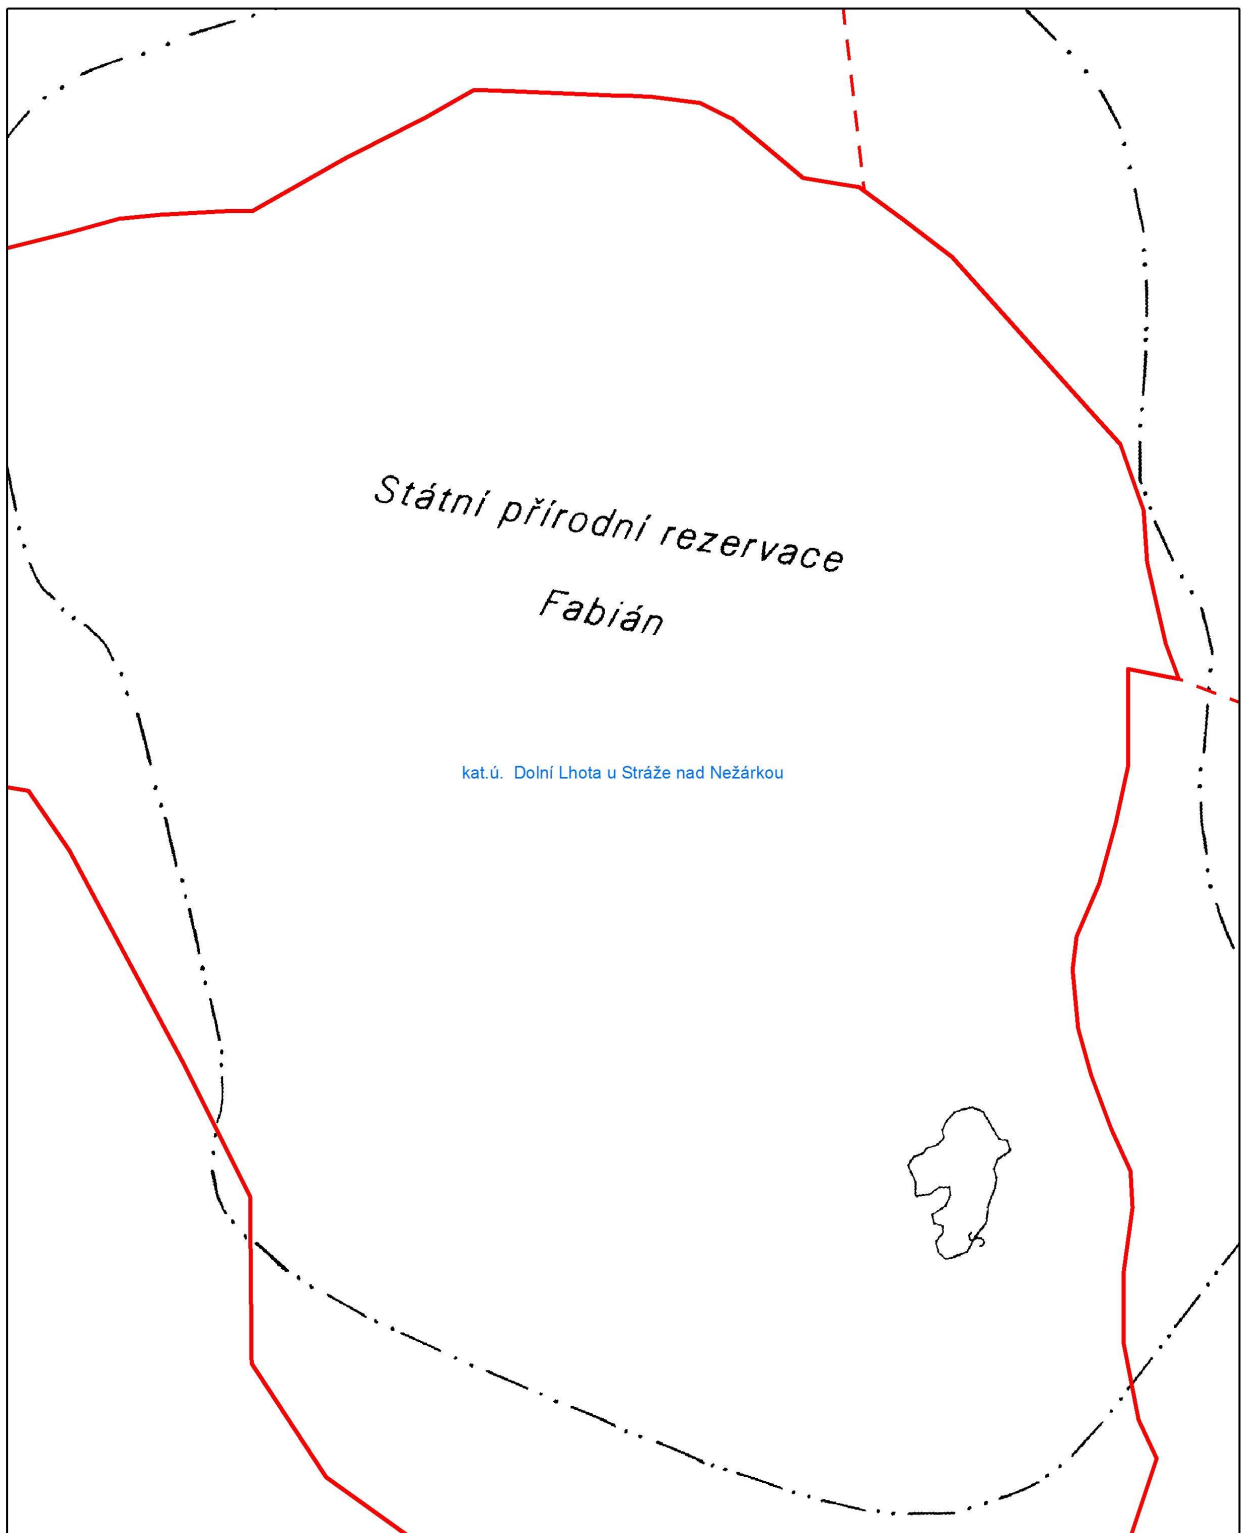 Státní přírodní rezervace
Fabián
kat.ú. Dolní Lhota u Stráže nad Nežárkou